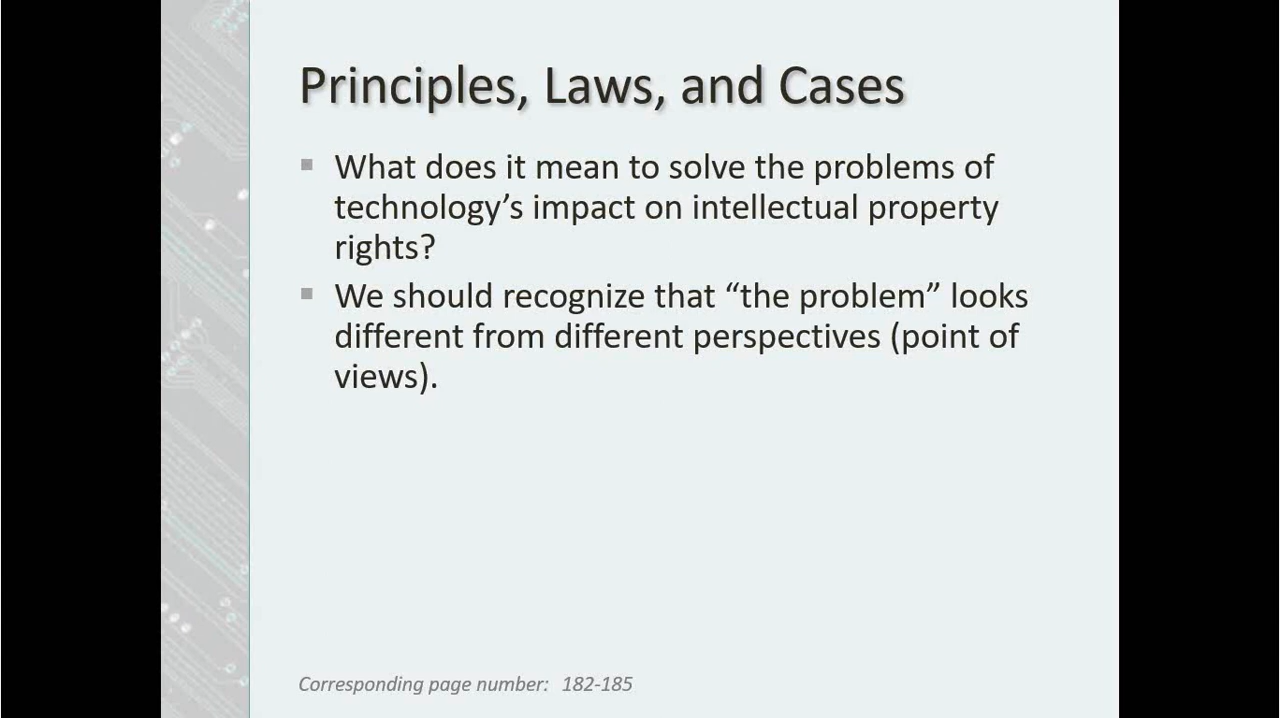 Principles, Laws, and Cases
▪ What does it mean to solve the problems of
technology’s impact on intellectual property
rights?
▪ We should recognize that “the problem” looks
different from different perspectives (point of
views).
Corresponding page number: 182-185